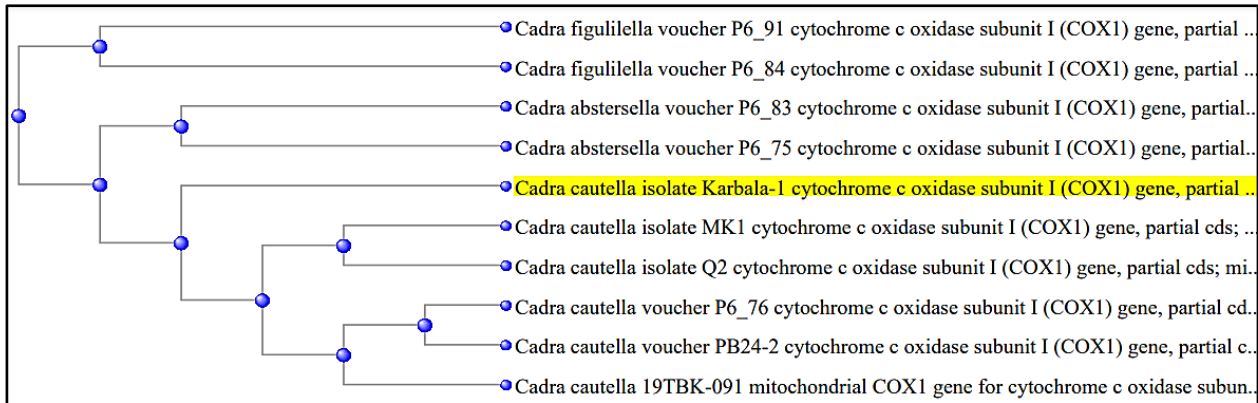 Cadra figulilella voucher P6_91 cytochrome c oxidase subunit I (COX1) gene, partial ...
Cadra figulilella voucher P6_84 cytochrome c oxidase subunit I (COX1) gene, partial ...
Cadra abstersella voucher P6_83 cytochrome c oxidase subunit I (COX1) gene, partial...
Cadra abstersella voucher P6_75 cytochrome c oxidase subunit I (COX1) gene, partial...
Cadra cautella isolate Karbala-1 cytochrome c oxidase subunit I (COX1) gene, partial ...
Cadra cautella isolate MK1 cytochrome c oxidase subunit I (COX1) gene, partial cds; ...
Cadra cautella isolate Q2 cytochrome c oxidase subunit I (COX1) gene, partial cds; mi...
Cadra cautella voucher P6_76 cytochrome c oxidase subunit I (COX1) gene, partial cd...
Cadra cautella voucher PB24-2 cytochrome c oxidase subunit I (COX1) gene, partial c...
Cadra cautella 19TBK-091 mitochondrial COX1 gene for cytochrome c oxidase subun...